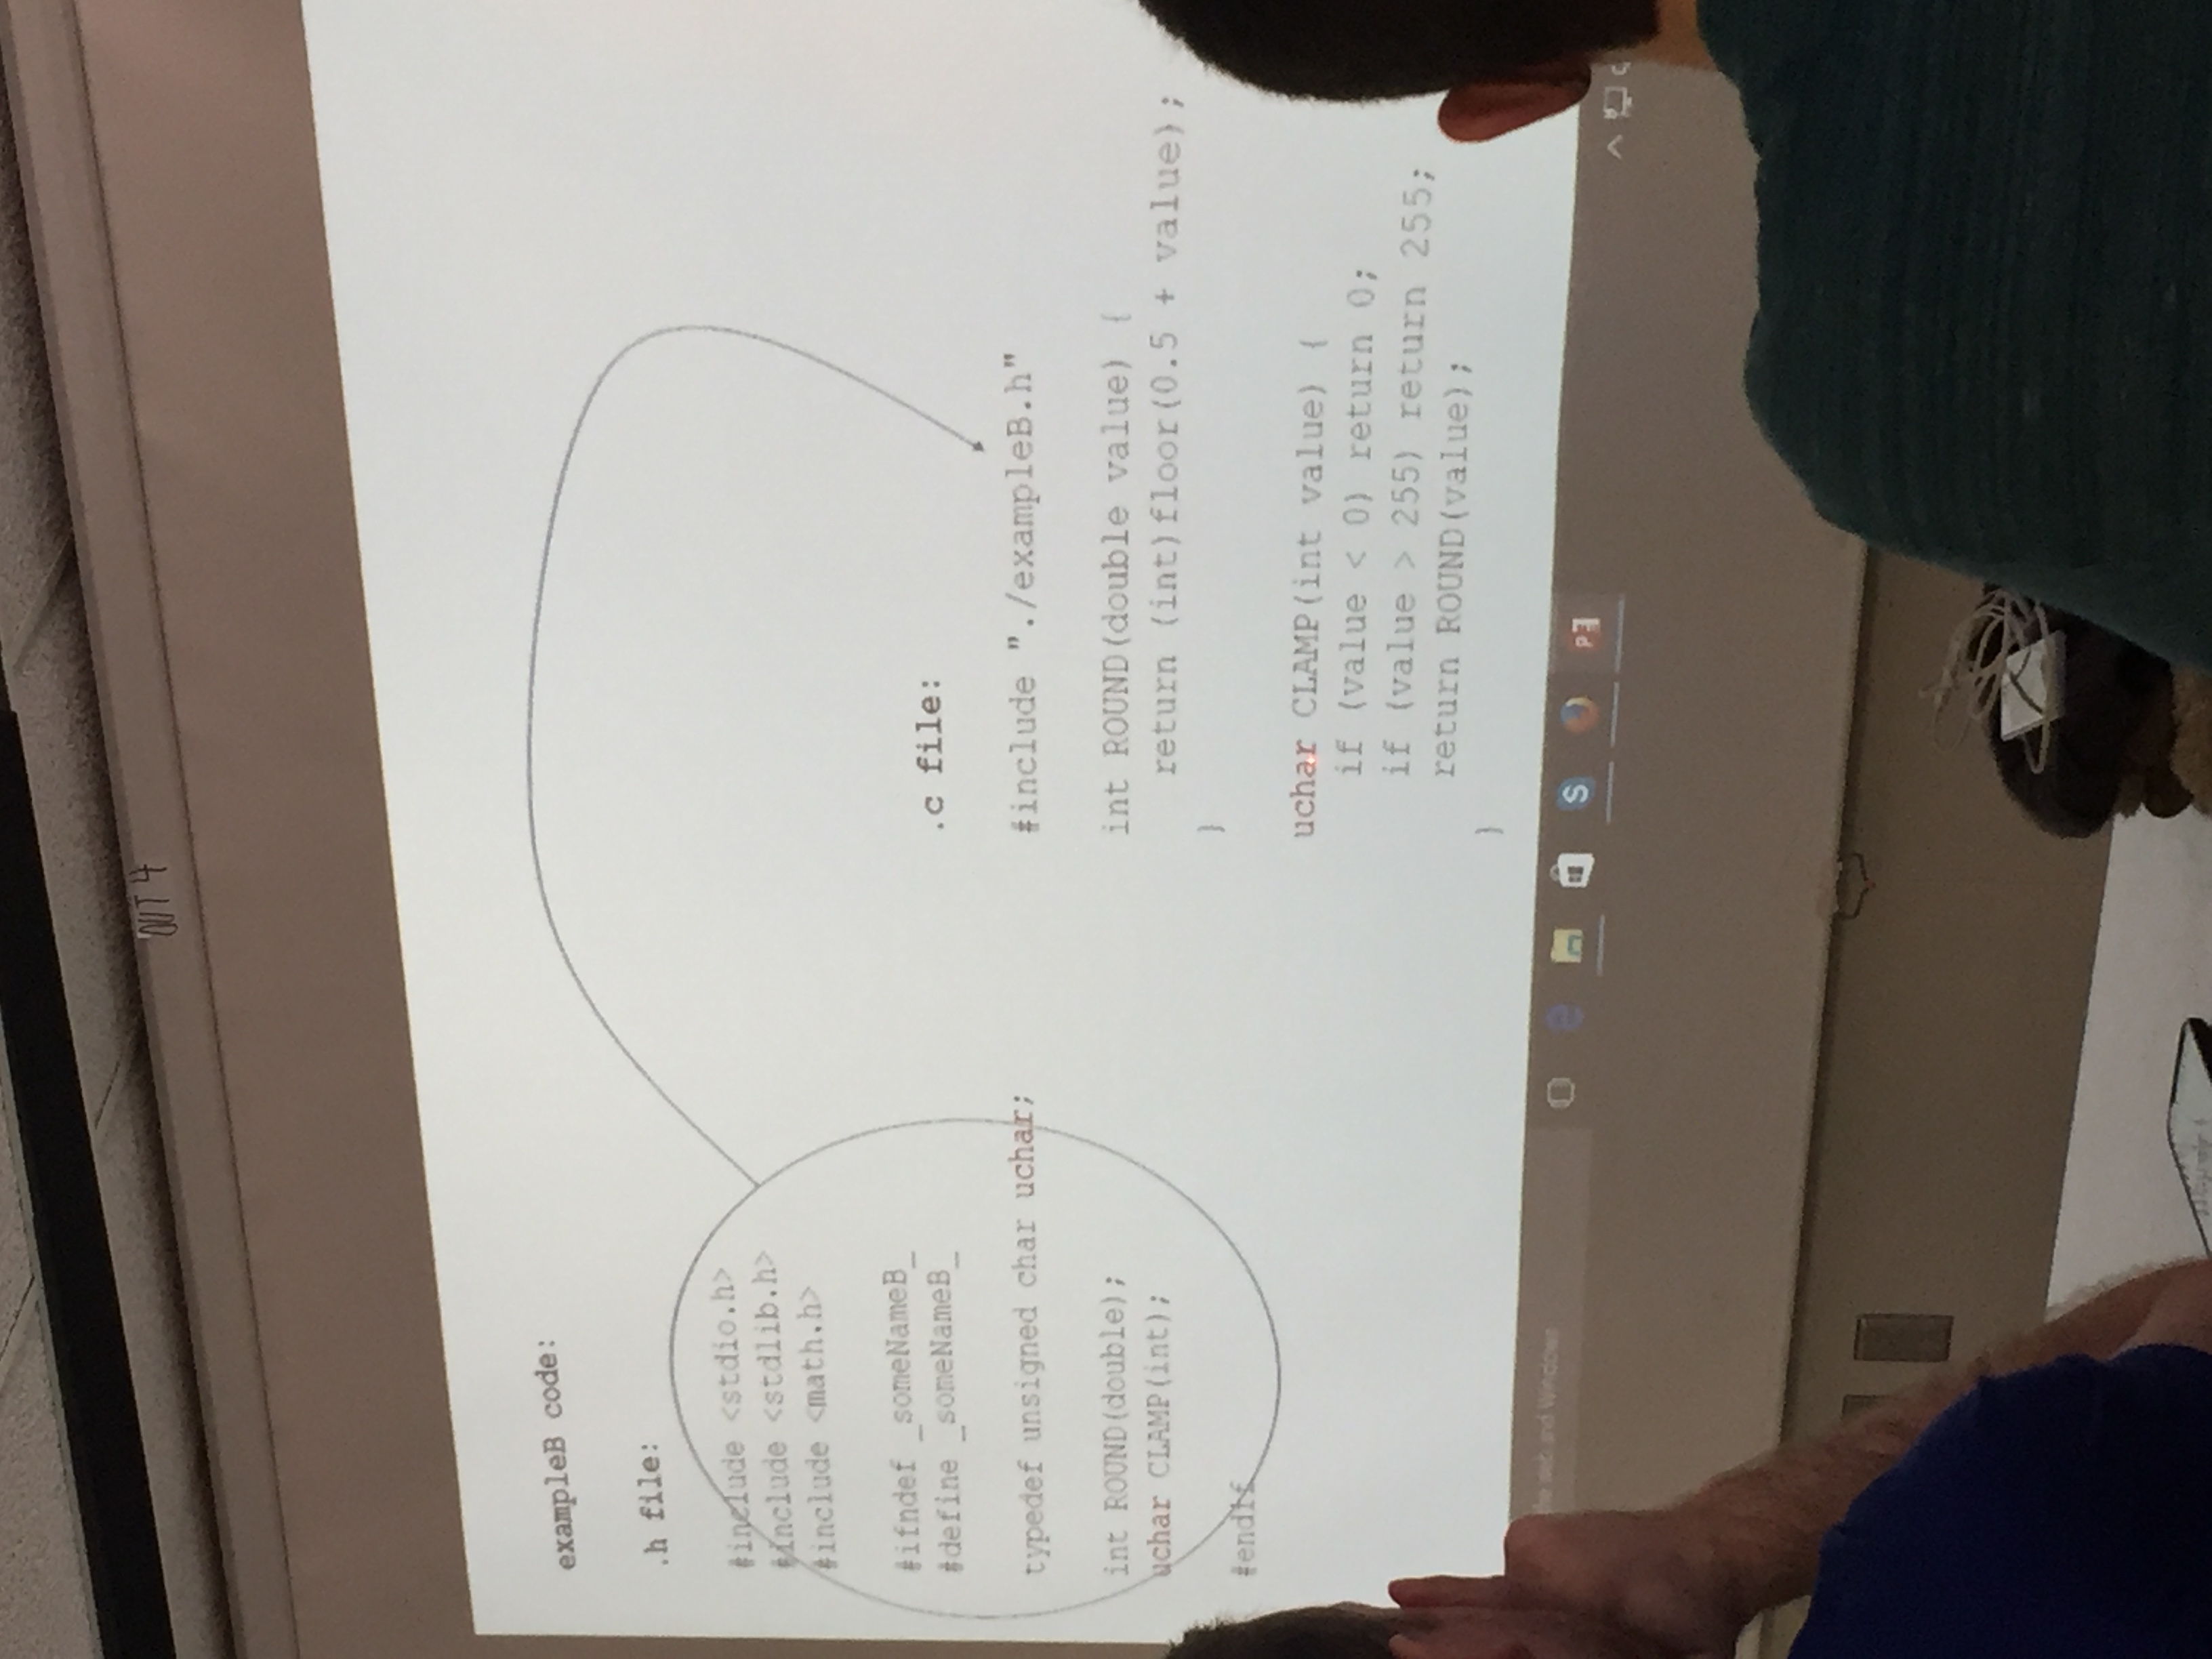 OUT 4
exampleB code:
.h file:
#include <stdio.h>
#include <stdlib.h>
#include <math.h>
#ifndef _someNameB_
#define _someNameB_
typedef unsigned char uchar;
int ROUND(double);
uchar CLAMP(int);
#endif
.c file:
#include "./exampleB.h"
int ROUND(double value) {
return (int)floor(0.5 + value);
}
uchar CLAMP(int value) {
if (value < 0) return 0;
if (value > 255) return 255;
return ROUND(value);
}
the web and Windows
S
P